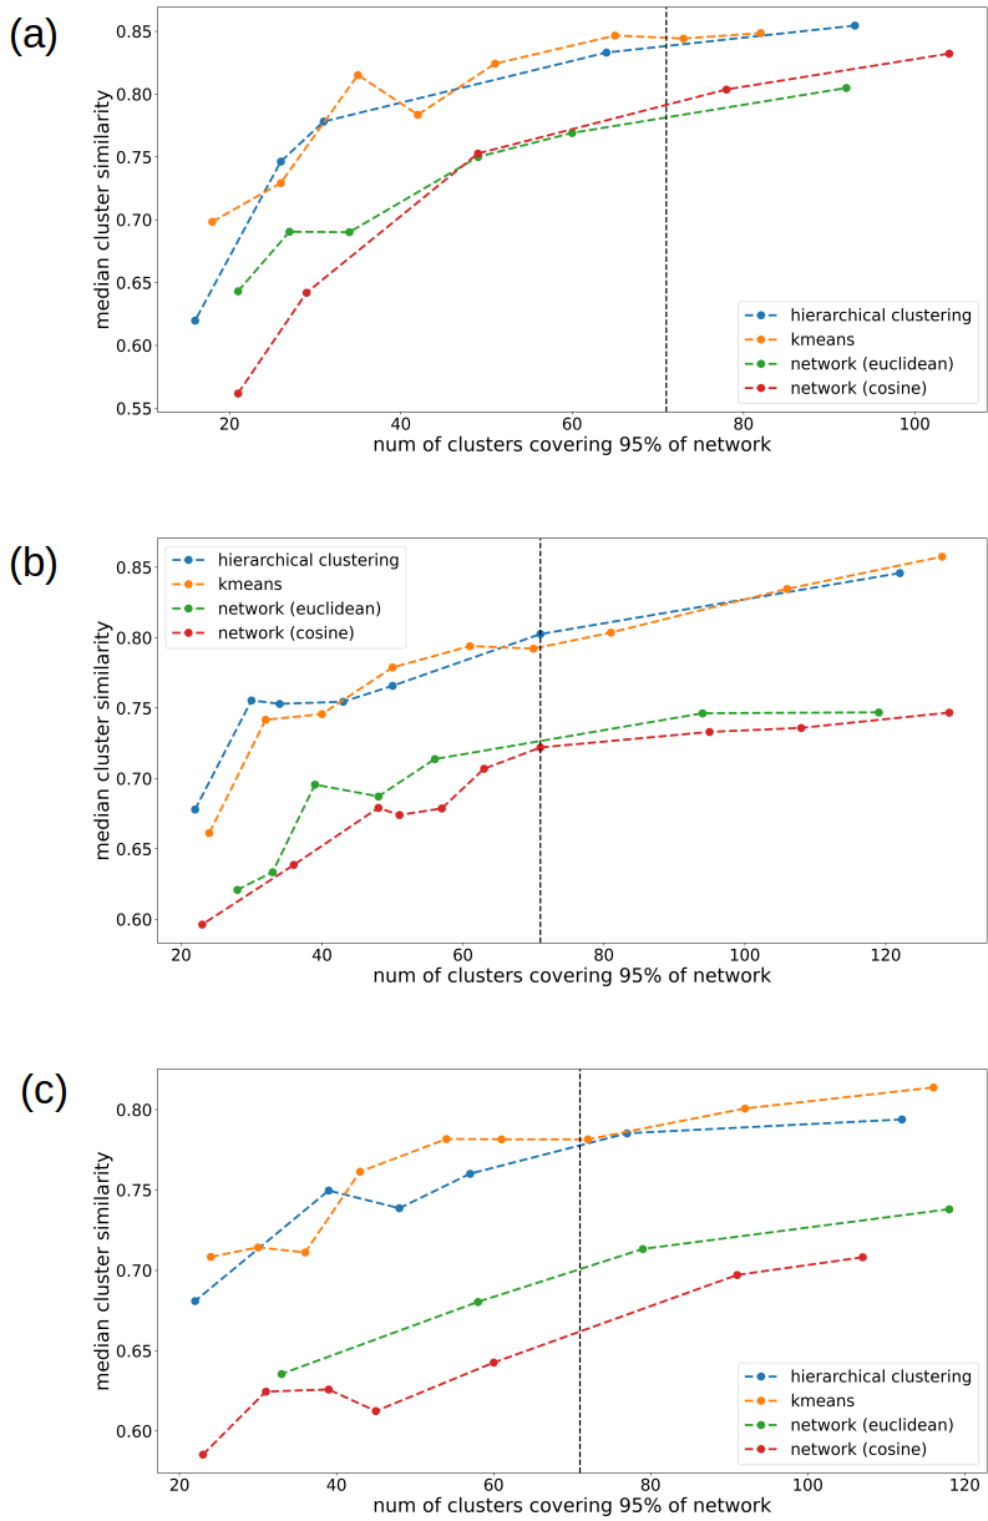 (a)
median cluster similarity
0.85
0.80
0.75
0.70
0.65
0.60
0.55
hierarchical clustering
kmeans
network (euclidean)
network (cosine)
20 40 60 80 100
num of clusters covering 95% of network
(b)
median cluster similarity
0.85
0.80
0.75
0.70
0.65
0.60
hierarchical clustering
kmeans
network (euclidean)
network (cosine)
20 40 60 80 100 120
num of clusters covering 95% of network
(c)
median cluster similarity
0.80
0.75
0.70
0.65
0.60
hierarchical clustering
kmeans
network (euclidean)
network (cosine)
20 40 60 80 100 120
num of clusters covering 95% of network